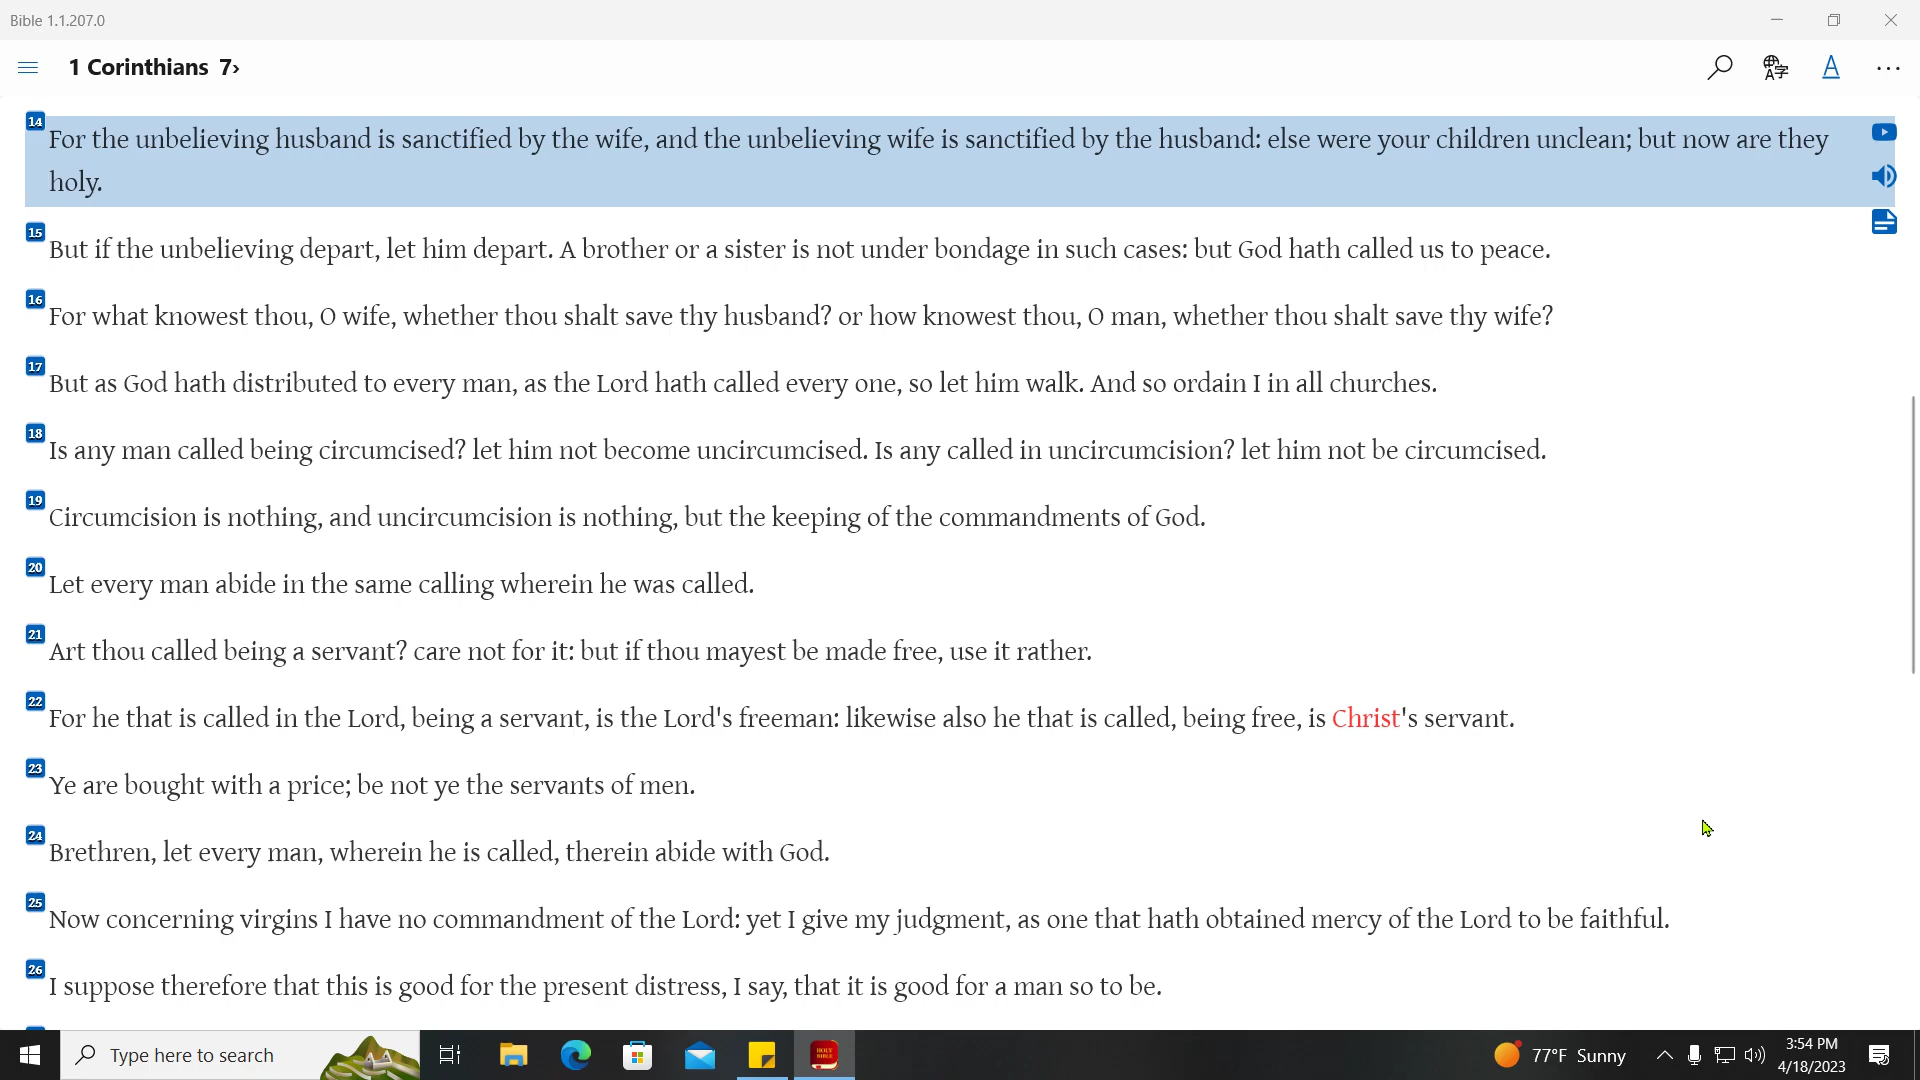 Bible 1.1.207.0
1 Corinthians 7›
14 For the unbelieving husband is sanctified by the wife, and the unbelieving wife is sanctified by the husband: else were your children unclean; but now are they
holy.
15 But if the unbelieving depart, let him depart. A brother or a sister is not under bondage in such cases: but God hath called us to peace.
16 For what knowest thou, O wife, whether thou shalt save thy husband? or how knowest thou, O man, whether thou shalt save thy wife?
17 But as God hath distributed to every man, as the Lord hath called every one, so let him walk. And so ordain I in all churches.
18 Is any man called being circumcised? let him not become uncircumcised. Is any called in uncircumcision? let him not be circumcised.
19 Circumcision is nothing, and uncircumcision is nothing, but the keeping of the commandments of God.
20 Let every man abide in the same calling wherein he was called.
21 Art thou called being a servant? care not for it: but if thou mayest be made free, use it rather.
22 For he that is called in the Lord, being a servant, is the Lord's freeman: likewise also he that is called, being free, is Christ's servant.
23 Ye are bought with a price; be not ye the servants of men.
24 Brethren, let every man, wherein he is called, therein abide with God.
25 Now concerning virgins I have no commandment of the Lord: yet I give my judgment, as one that hath obtained mercy of the Lord to be faithful.
26 I suppose therefore that this is good for the present distress, I say, that it is good for a man so to be.
Type here to search
HOLY BIBLE
77°F Sunny
3:54 PM
4/18/2023